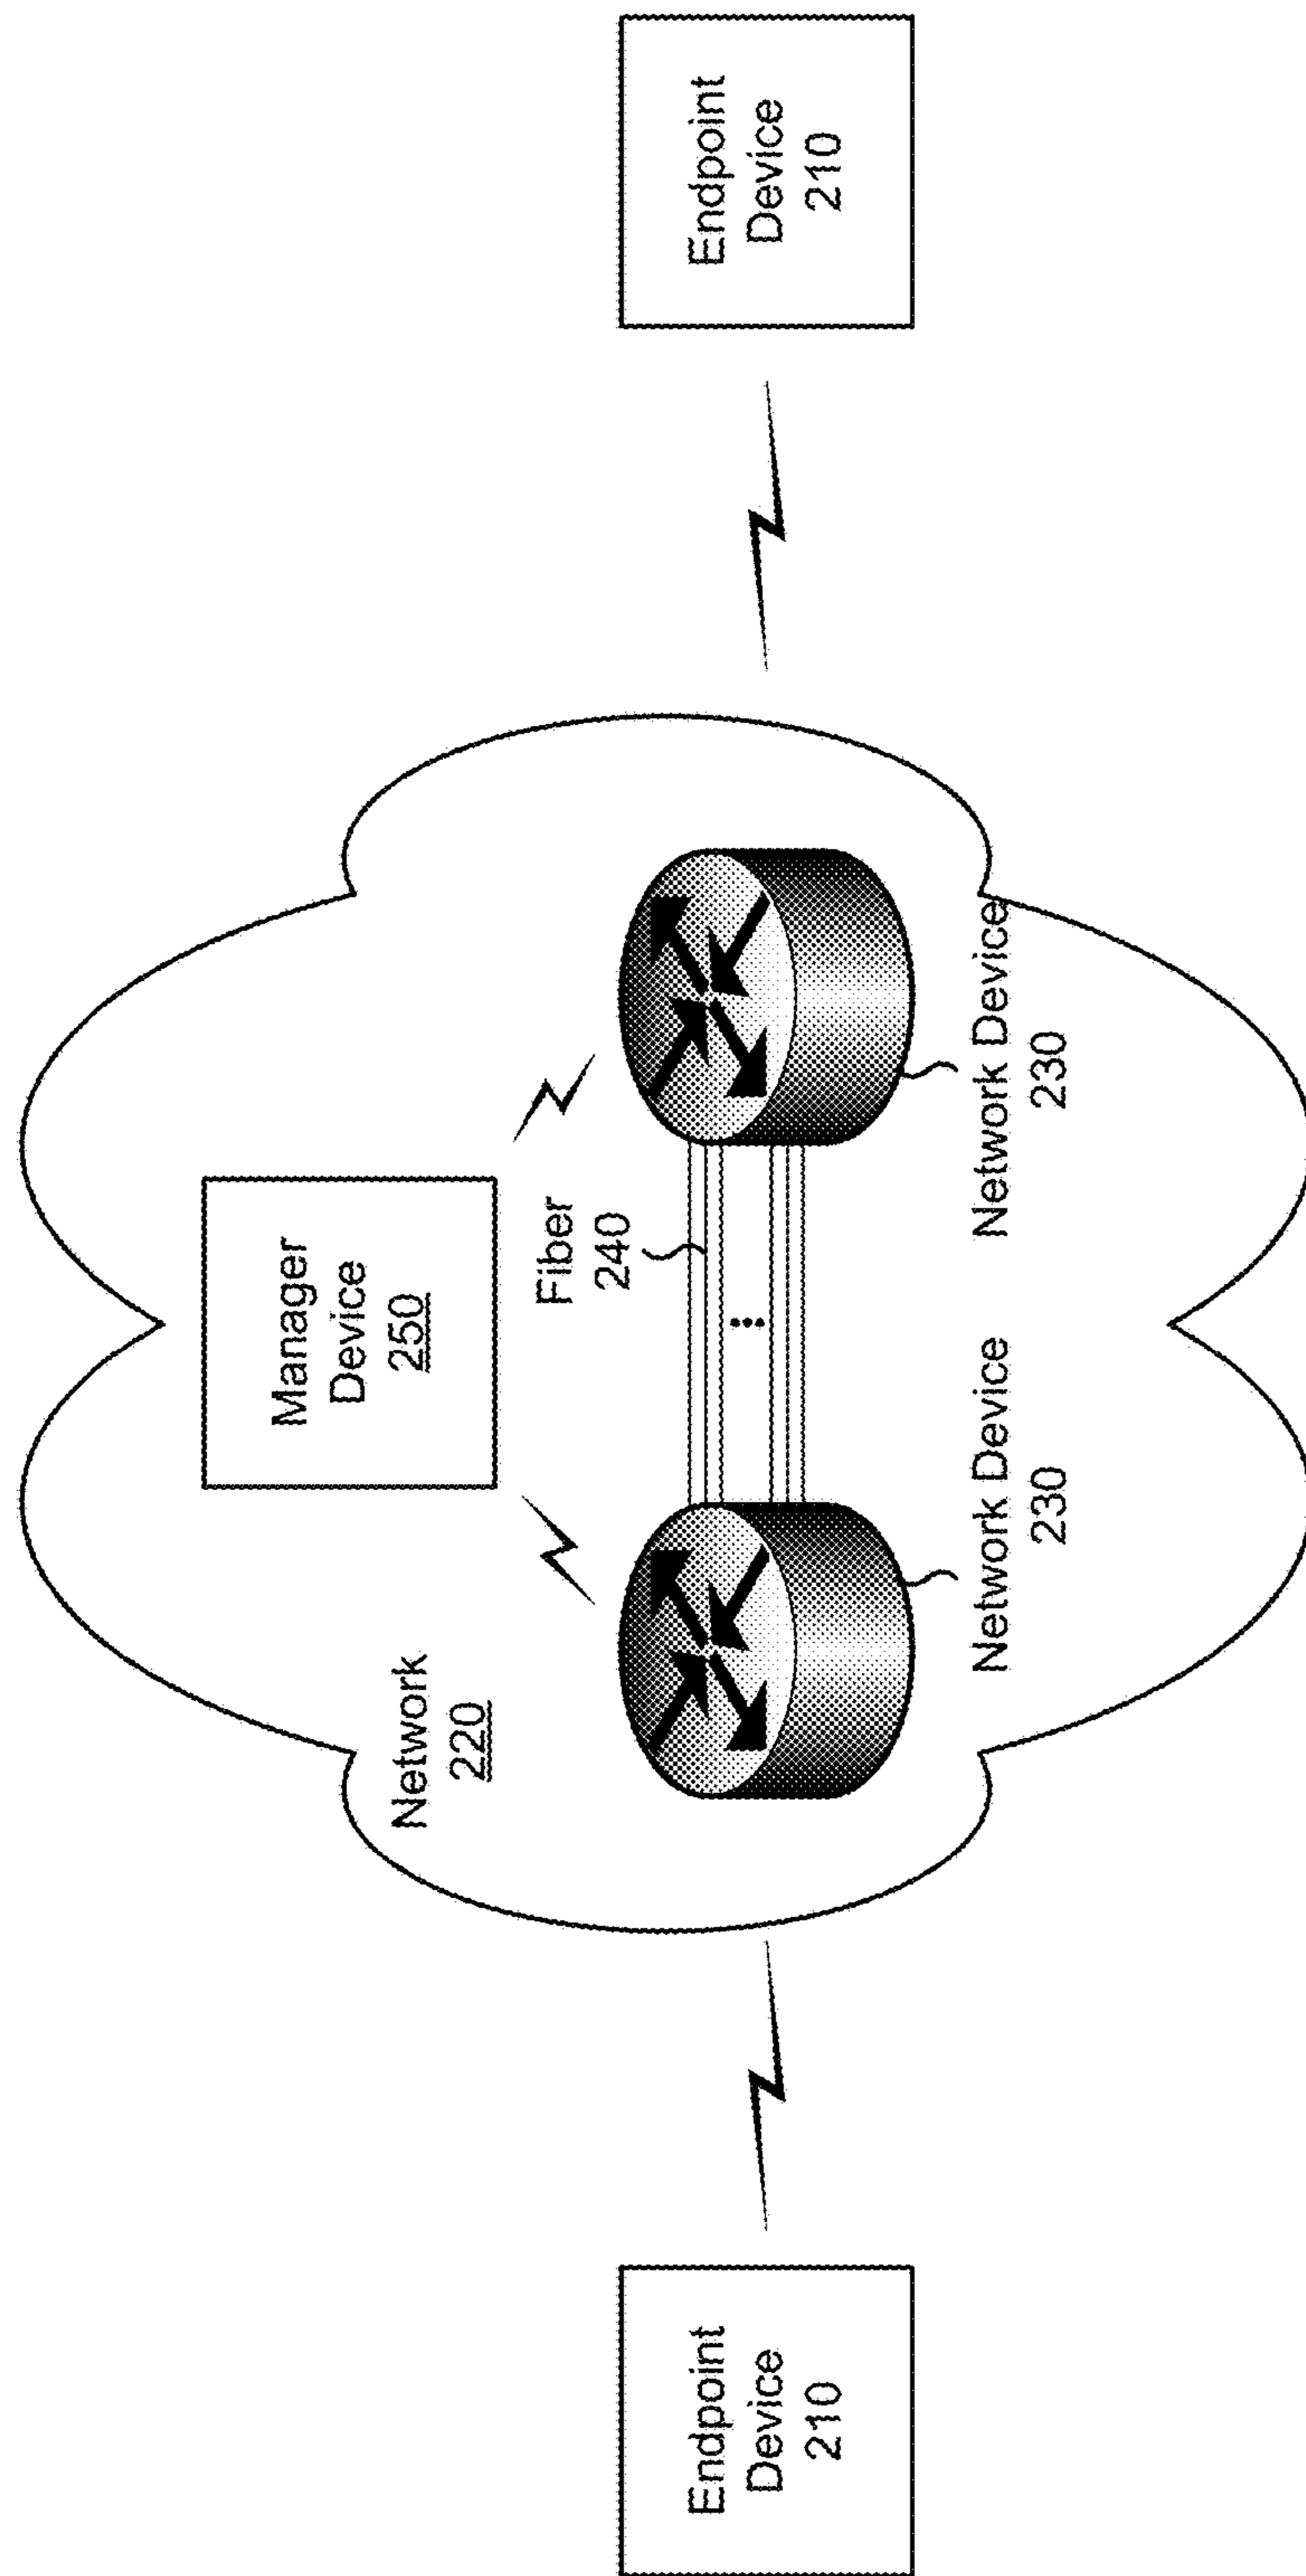 Network
220
Manager
Device
250
Fiber
240
Endpoint
Device
210
Network Device
230
Network Device
230
Endpoint
Device
210